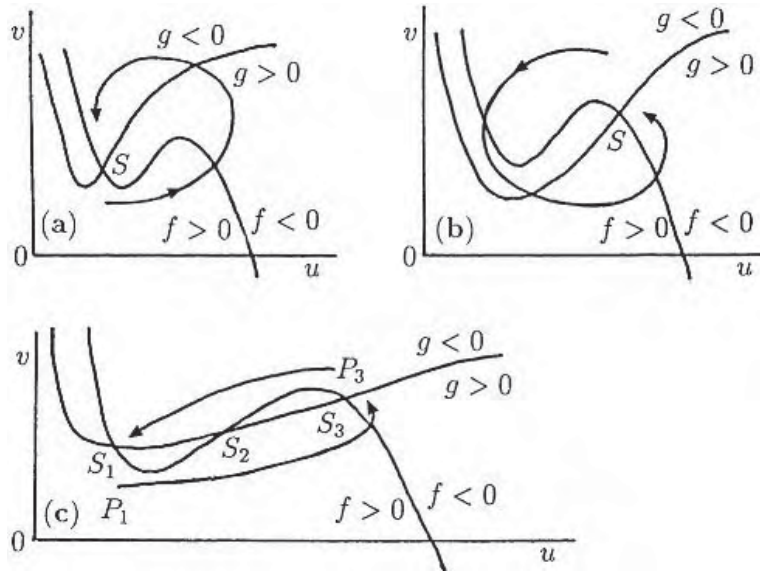 v
g < 0
g > 0
S
(a)
f > 0
f < 0
0
u
v
g < 0
g > 0
S
(b)
f > 0
f < 0
0
u
v
P₃
g < 0
g > 0
S₁
S₂
S₃
P₁
(c)
f > 0
f < 0
0
u